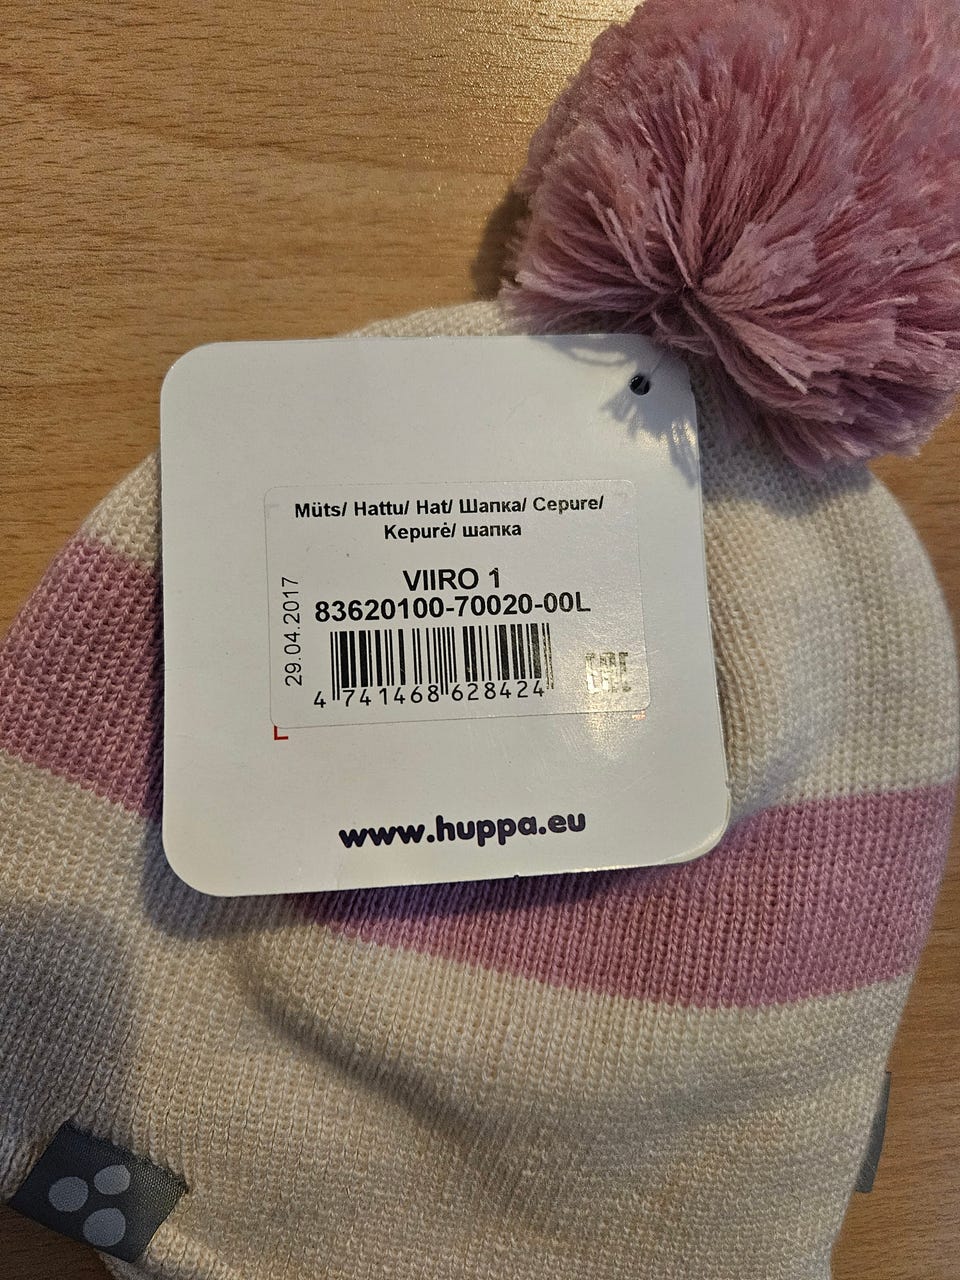 Müts/ Hattu/ Hat/ Шапка/ Cepure/
Kepurė/ шапка
VIIRO 1
83620100-70020-00L
29.04.2017
4 741468 628424
EAC
www.huppa.eu